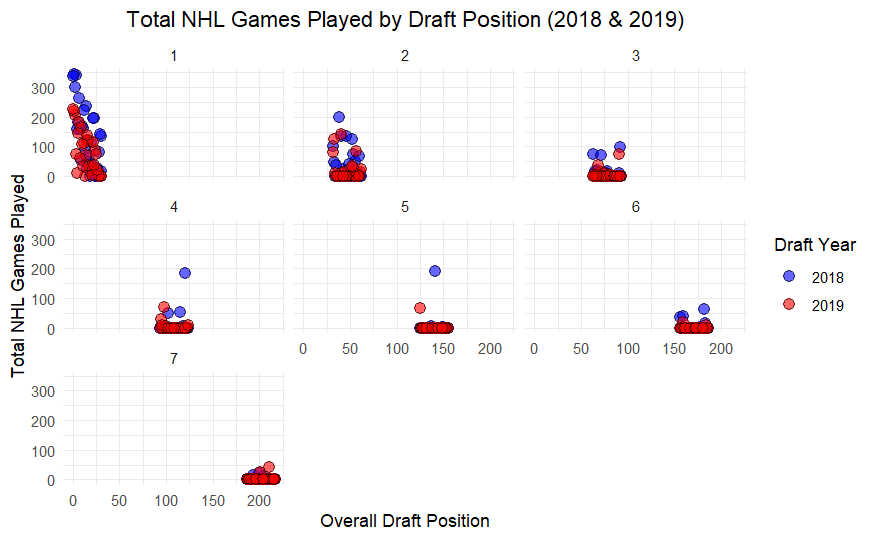 Total NHL Games Played by Draft Position (2018 & 2019)
1 2 3
300
200
100
0
4 5 6
300
200
100
0
0 50 100 150 200 0 50 100 150 200
7
300
200
100
0
0 50 100 150 200
Overall Draft Position
Total NHL Games Played
Draft Year
2018
2019